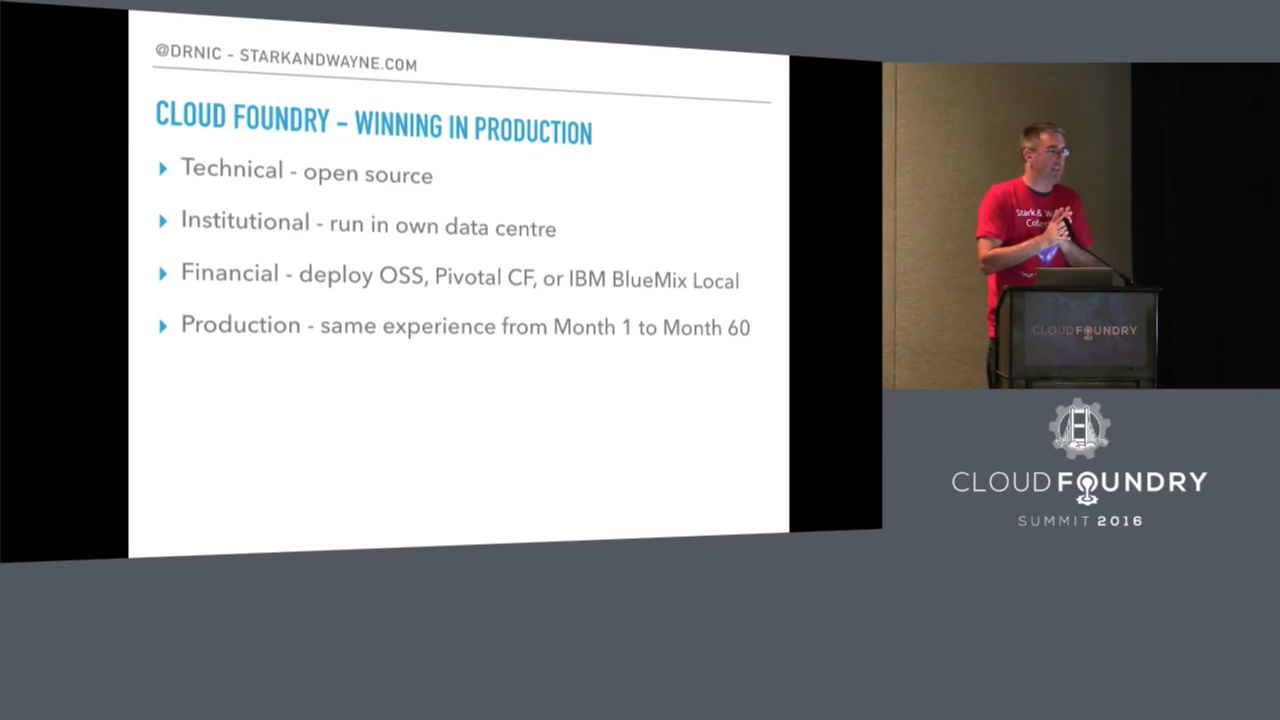 @DRNIC - STARKANDWAYNE.COM
CLOUD FOUNDRY - WINNING IN PRODUCTION
Technical - open source
Institutional - run in own data centre
Financial - deploy OSS, Pivotal CF, or IBM BlueMix Local
Production - same experience from Month 1 to Month 60
Stark & 
CLOUDFOUNDRY
CLOUD FOUNDRY
SUMMIT 2016